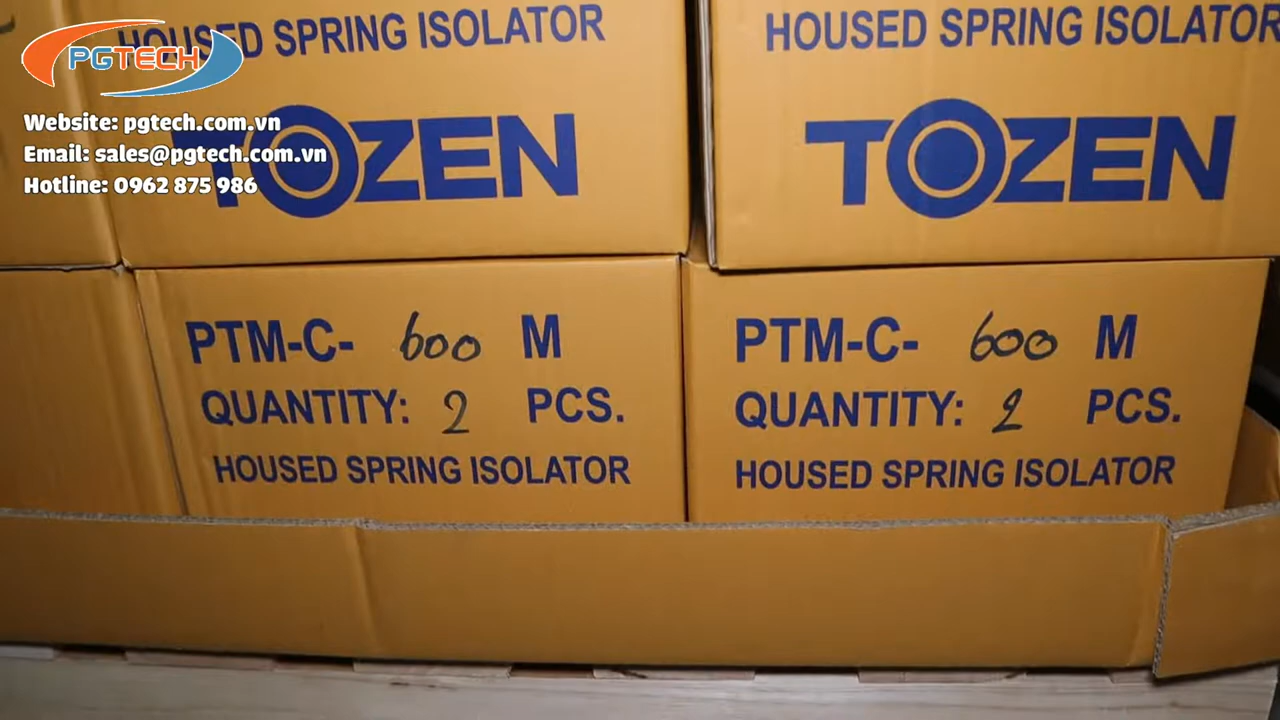 PGTECH
Website: pgtech.com.vn
Email: sales@pgtech.com.vn
Hotline: 0962 875 986
HOUSED SPRING ISOLATOR
TOZEN
HOUSED SPRING ISOLATOR
TOZEN
PTM-C- 600 M
QUANTITY: 2 PCS.
HOUSED SPRING ISOLATOR
PTM-C- 600 M
QUANTITY: 2 PCS.
HOUSED SPRING ISOLATOR